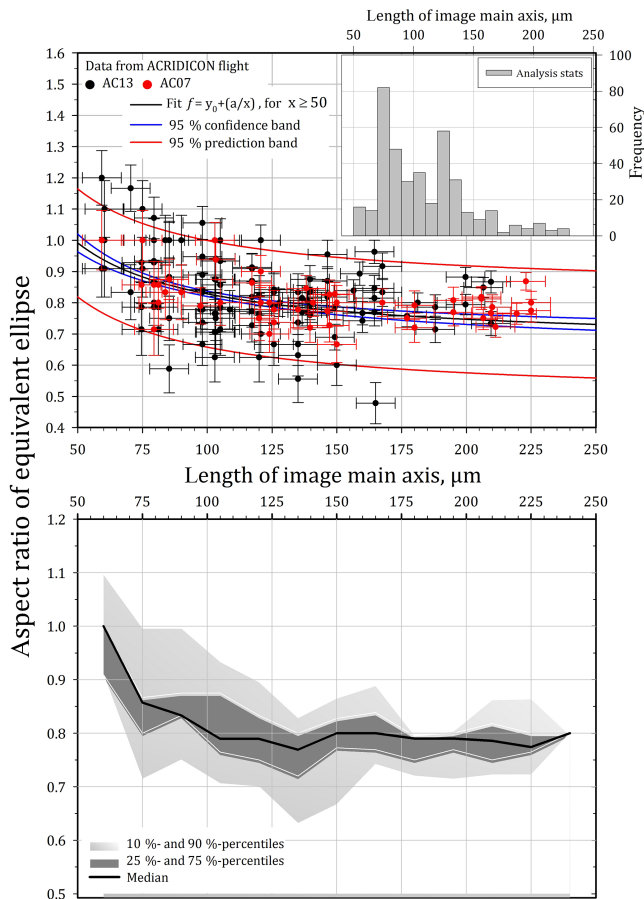 Length of image main axis, μm
50 75 100 125 150 175 200 225 250
1.6
1.5
1.4
1.3
1.2
1.1
1.0
0.9
0.8
0.7
0.6
0.5
0.4
Data from ACRIDICON flight
AC13 AC07
Fit f = y0+(a/x) , for x ≥ 50
95 % confidence band
95 % prediction band
Analysis stats
100
80
60
40
20
0
Frequency
50 75 100 125 150 175 200 225 250
Length of image main axis, μm
50 75 100 125 150 175 200 225 250
Aspect ratio of equivalent ellipse
1.2
1.1
1.0
0.9
0.8
0.7
0.6
0.5
10 %- and 90 %-percentiles
25 %- and 75 %-percentiles
Median